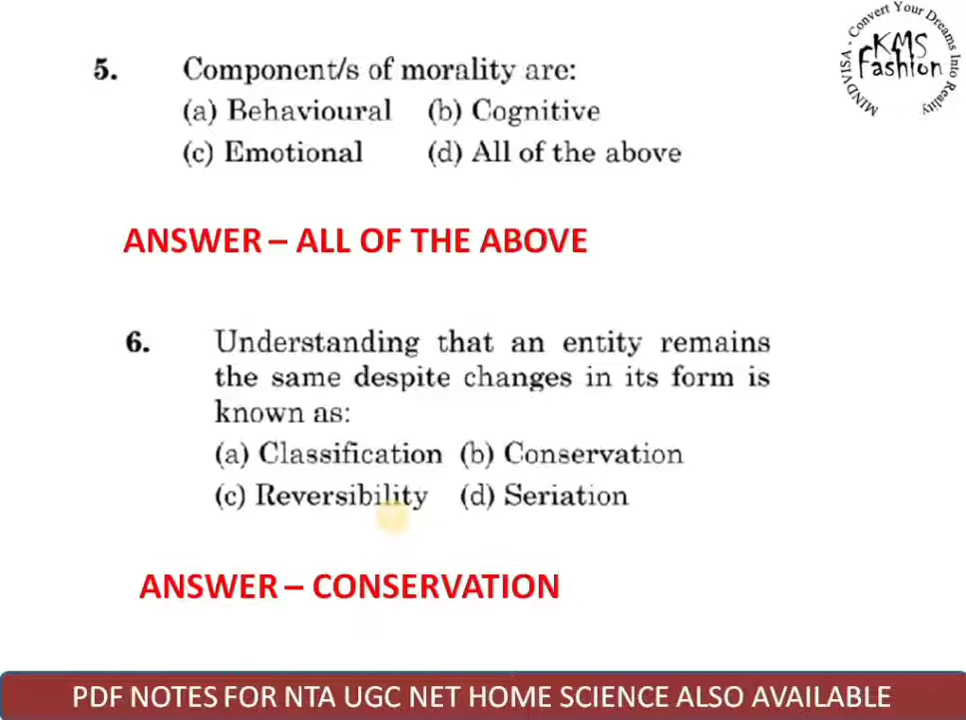 5. Component/s of morality are:
(a) Behavioural (b) Cognitive
(c) Emotional (d) All of the above
ANSWER – ALL OF THE ABOVE
6. Understanding that an entity remains
the same despite changes in its form is
known as:
(a) Classification (b) Conservation
(c) Reversibility (d) Seriation
ANSWER – CONSERVATION
PDF NOTES FOR NTA UGC NET HOME SCIENCE ALSO AVAILABLE
MINDVISA - Convert Your Dreams Into Reality
KMS
Fashion